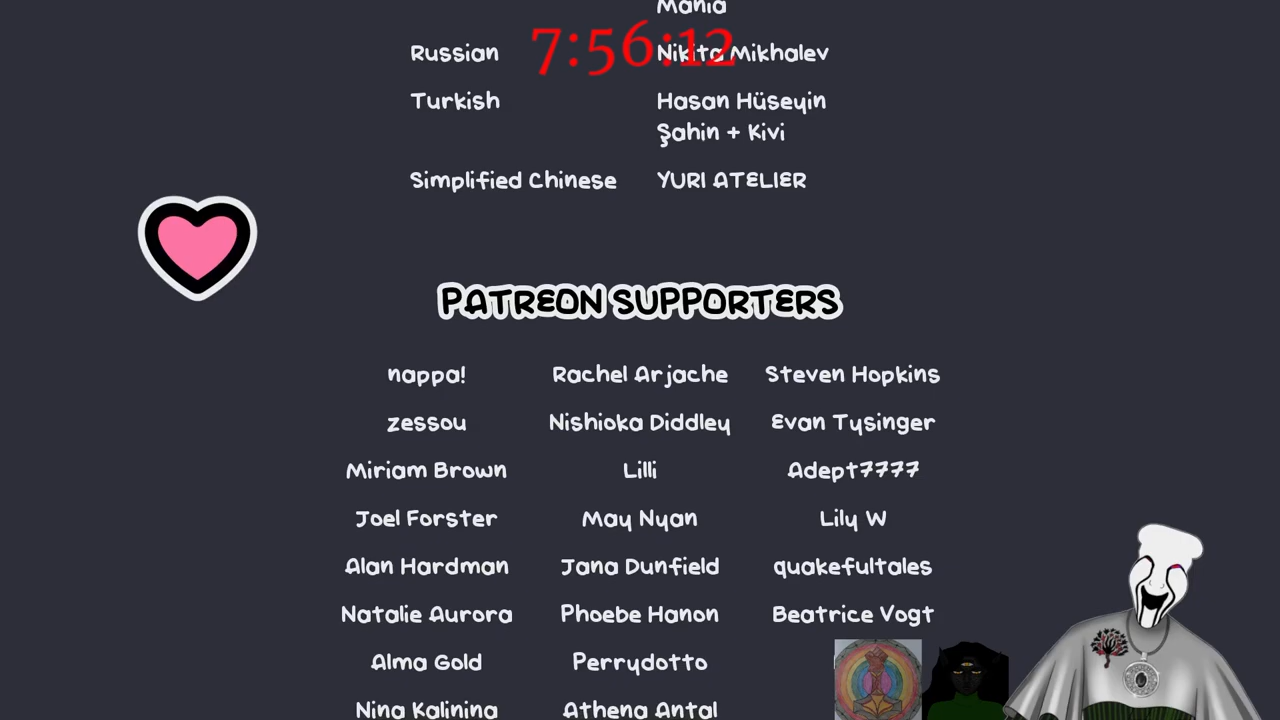 Mania
7:56:12
Russian Nikita Mikhalev
Turkish Hasan Hüseyin
Şahin + Kivi
Simplified Chinese YURI ATELIER
PATREON SUPPORTERS
nappa! Rachel Arjache Steven Hopkins
zessou Nishioka Diddley Evan Tysinger
Miriam Brown Lilli Adept7777
Joel Forster May Nyan Lily W
Alan Hardman Jana Dunfield quakefultales
Natalie Aurora Phoebe Hanon Beatrice Vogt
Alma Gold Perrydotto
Nina Kalinina Athena Antal